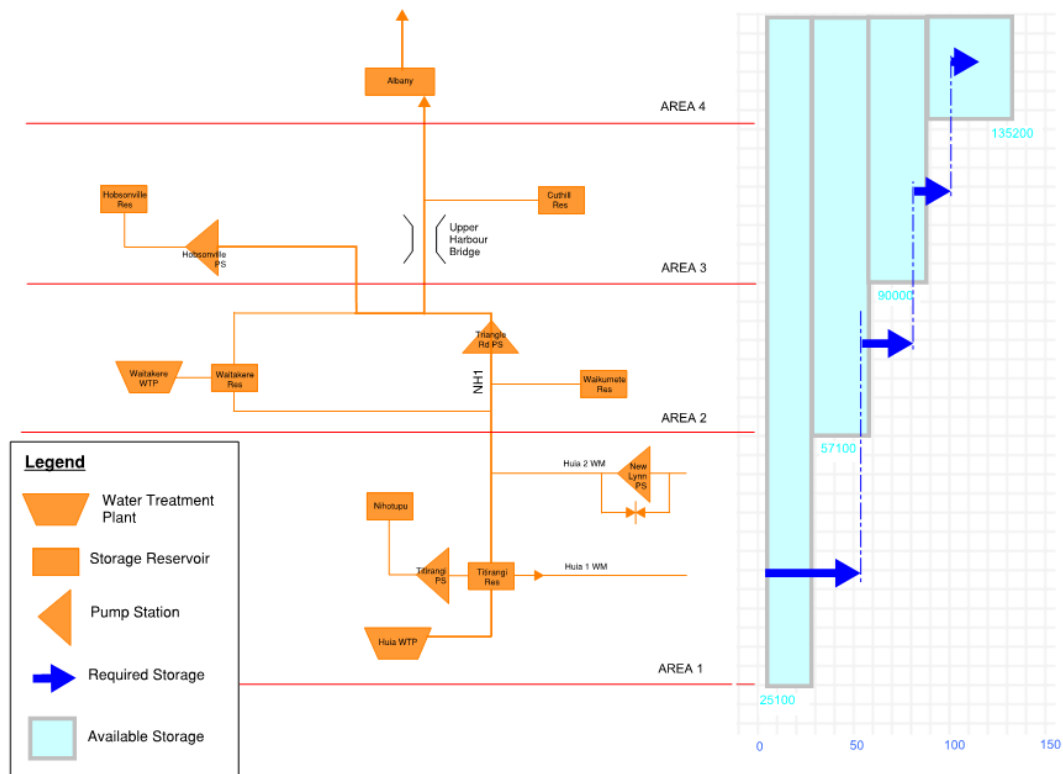 Albany
AREA 4
135200
Hobsonville
Res
Cuthill
Res
Upper
Harbour
Bridge
Hobsonville
PS
AREA 3
90000
Triangle
Rd PS
Waitakere
WTP
Waitakere
Res
NH1
Waikumete
Res
AREA 2
57100
Legend
Water Treatment
Plant
Storage Reservoir
Pump Station
Required Storage
Available Storage
Huia 2 WM
New
Lynn
PS
Nihotupu
Titirangi
PS
Titirangi
Res
Huia 1 WM
Huia WTP
AREA 1
25100
0
50
100
150